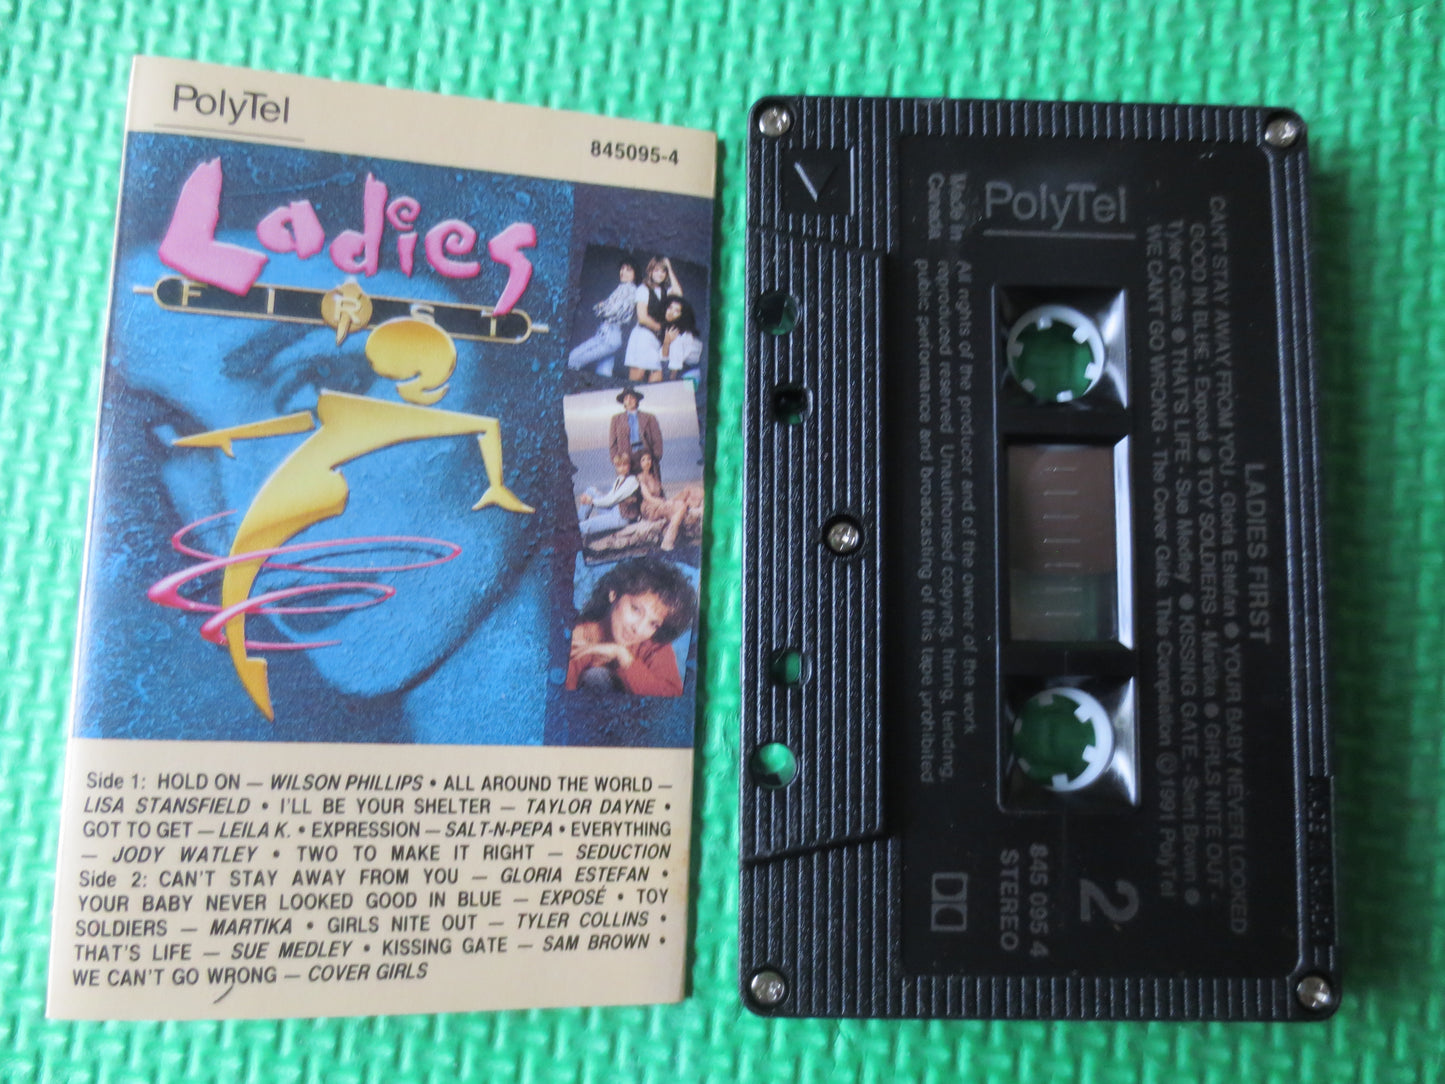 PolyTel
845095-4
Ladies
FIRST
Side 1: HOLD ON — WILSON PHILLIPS • ALL AROUND THE WORLD —
LISA STANSFIELD • I'LL BE YOUR SHELTER — TAYLOR DAYNE •
GOT TO GET — LEILA K. • EXPRESSION — SALT-N-PEPA • EVERYTHING
— JODY WATLEY • TWO TO MAKE IT RIGHT — SEDUCTION
Side 2: CAN'T STAY AWAY FROM YOU — GLORIA ESTEFAN •
YOUR BABY NEVER LOOKED GOOD IN BLUE — EXPOSÉ • TOY
SOLDIERS — MARTIKA • GIRLS NITE OUT — TYLER COLLINS •
THAT'S LIFE — SUE MEDLEY • KISSING GATE — SAM BROWN •
WE CAN'T GO WRONG — COVER GIRLS
LADIES FIRST
CAN'T STAY AWAY FROM YOU - Gloria Estefan ● YOUR BABY NEVER LOOKED
GOOD IN BLUE - Exposé ● TOY SOLDIERS - Martika ● GIRLS NITE OUT -
Tyler Collins ● THAT'S LIFE - Sue Medley ● KISSING GATE - Sam Brown ●
WE CAN'T GO WRONG - The Cover Girls. This Compilation Ⓒ 1991 PolyTel
PolyTel
2
845 095 4
STEREO
Made in
Canada
All rights of the producer and of the owner of the work
reproduced reserved. Unauthorised copying, hiring, lending,
public performance and broadcasting of this tape prohibited